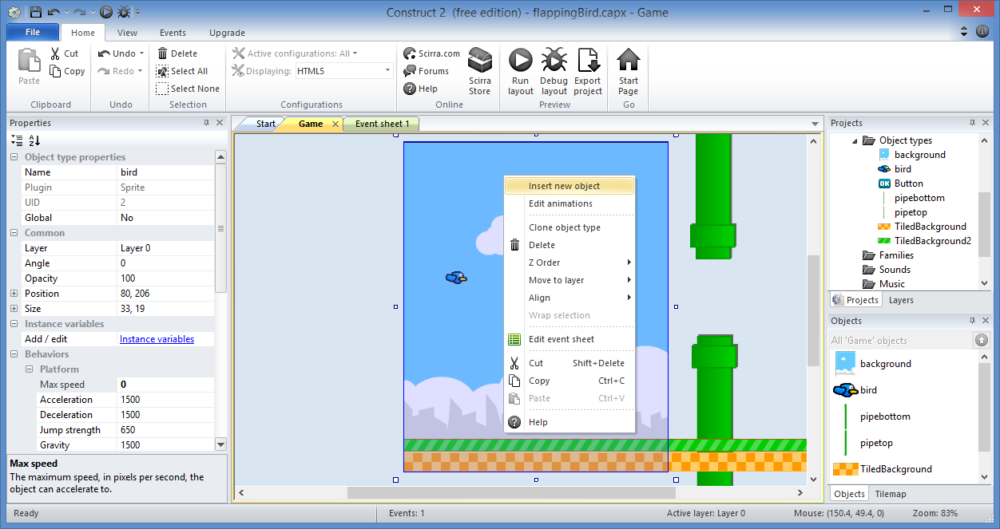 Construct 2 (free edition) - flappingBird.capx - Game
File Home View Events Upgrade
Paste
Cut
Copy
Clipboard
Undo
Redo
Undo
Delete
Select All
Select None
Selection
Active configurations: All
Displaying: HTML5
Configurations
Scirra.com
Forums
Help
Scirra Store
Online
Run layout
Debug layout
Export project
Preview
Start Page
Go
Properties
Object type properties
Name bird
Plugin Sprite
UID 2
Global No
Common
Layer Layer 0
Angle 0
Opacity 100
Position 80, 206
Size 33, 19
Instance variables
Add / edit Instance variables
Behaviors
Platform
Max speed 0
Acceleration 1500
Deceleration 1500
Jump strength 650
Gravity 1500
Max speed
The maximum speed, in pixels per second, the
object can accelerate to.
Start Game Event sheet 1
Insert new object
Edit animations
Clone object type
Delete
Z Order
Move to layer
Align
Wrap selection
Edit event sheet
Cut Shift+Delete
Copy Ctrl+C
Paste Ctrl+V
Help
Projects
Object types
background
bird
OK Button
pipebottom
pipetop
TiledBackground
TiledBackground2
Families
Sounds
Music
Projects Layers
Objects
All 'Game' objects
background
bird
pipebottom
pipetop
TiledBackground
Objects Tilemap
Ready Events: 1 Active layer: Layer 0 Mouse: (150.4, 49.4, 0) Zoom: 83%